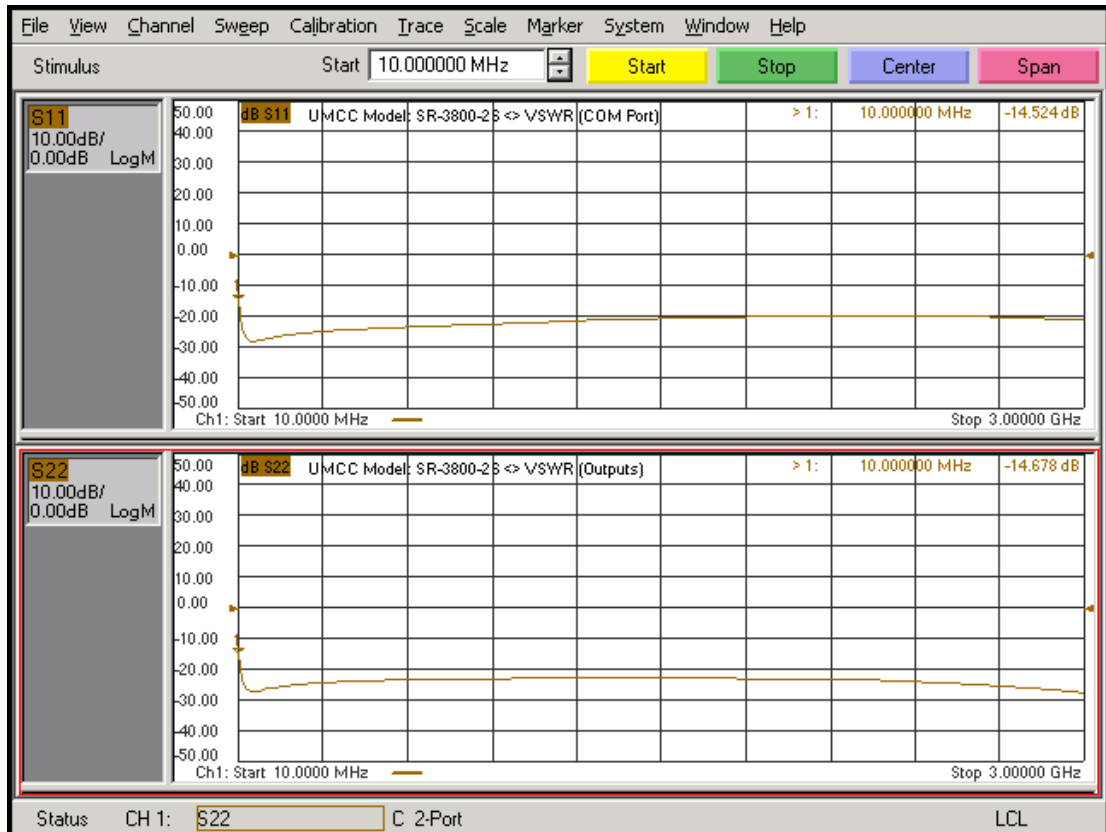 File View Channel Sweep Calibration Trace Scale Marker System Window Help
Stimulus Start 10.000000 MHz Start Stop Center Span
S11
10.00dB/
0.00dB LogM
50.00 dB S11 UMCC Model: SR-3800-2S <> VSWR (COM Port) > 1: 10.000000 MHz -14.524 dB
40.00
30.00
20.00
10.00
0.00
1
-10.00
-20.00
-30.00
-40.00
-50.00
Ch1: Start 10.0000 MHz Stop 3.00000 GHz
S22
10.00dB/
0.00dB LogM
50.00 dB S22 UMCC Model: SR-3800-2S <> VSWR (Outputs) > 1: 10.000000 MHz -14.678 dB
40.00
30.00
20.00
10.00
0.00
1
-10.00
-20.00
-30.00
-40.00
-50.00
Ch1: Start 10.0000 MHz Stop 3.00000 GHz
Status CH 1: S22 C 2-Port LCL